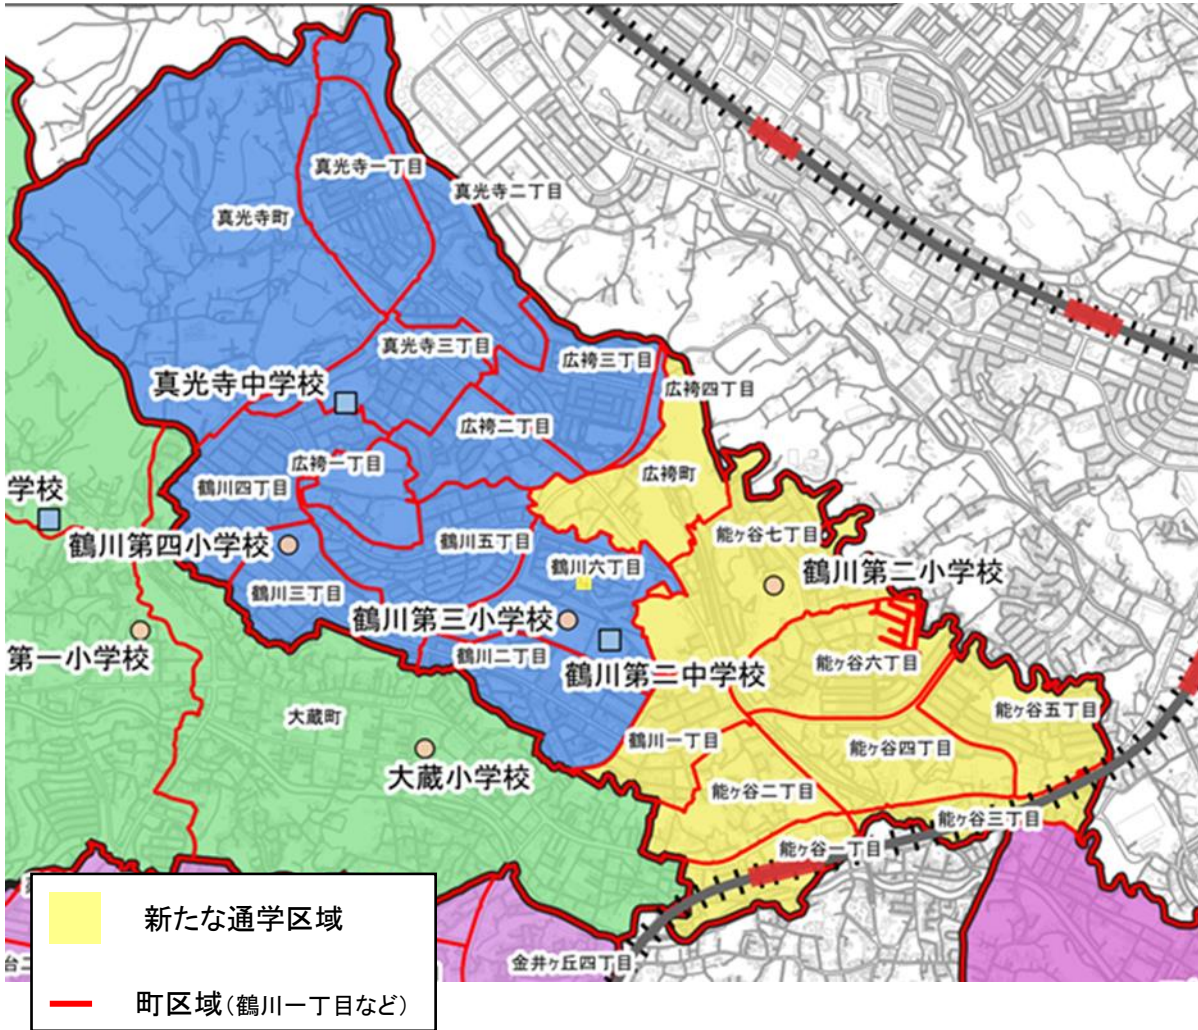 真光寺一丁目
真光寺二丁目
真光寺町
真光寺三丁目
広袴三丁目
真光寺中学校
広袴四丁目
広袴二丁目
広袴一丁目
広袴町
鶴川四丁目
学校
能ヶ谷七丁目
鶴川第四小学校
鶴川五丁目
鶴川六丁目
鶴川第二小学校
鶴川三丁目
鶴川第三小学校
第一小学校
鶴川二丁目
能ヶ谷六丁目
鶴川第二中学校
大蔵町
能ヶ谷五丁目
鶴川一丁目
能ヶ谷四丁目
大蔵小学校
能ヶ谷二丁目
能ヶ谷三丁目
能ヶ谷一丁目
金井ヶ丘四丁目
新たな通学区域
町区域(鶴川一丁目など)